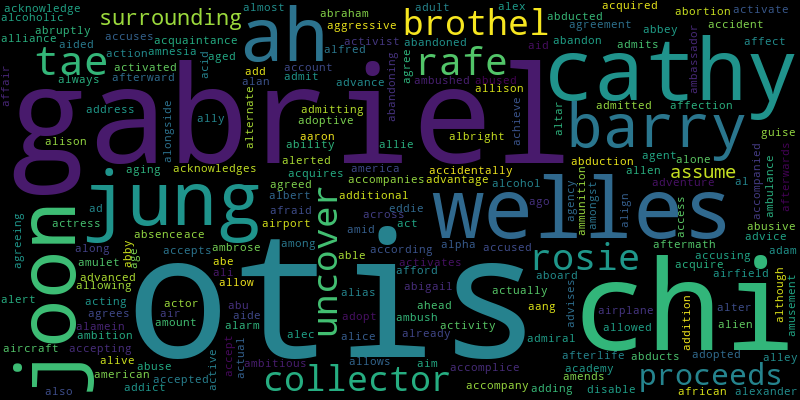 acknowledge surrounding almost abraham adult alex acquired abortion activate
alcoholic accuses acquaintance ah alfred aggressive brothel abducted agreement accident
abruptly alliance aided action amnesia aged activist abandoned aid abandon admits abbey ambassador affect
tae activated acid add account agree rafe cathy
affair always afterward alan admit advance abandoning ambushed abused allison
gabriel address alongside ally alternate admitting adoptive achieve altar admitted affection guise
alison aaron ability allie albright barry agent alone
aging acknowledges alerted america accidentally abduction allen assume al ambulance afterwards
jung acquires accompanies advantage alcohol agency ammunition adventure accompanied
agreeing joon ad albert agreed additional eddie welles ago amongst align access abusive
actress absenceace afraid airport uncover across act advice
along accepts ambrose among amid according alpha accused rosie aftermath accusing adam
amulet abby age abe able activates aboard acquire airfield
advanced allowing ali allow afford abigail actually advises although amusement
alert acting actor otis abu alias ahead aang chi airplane addition alter
agrees air aide adopt ambush activity allowed alien
alamein amount alarm alec alice already admiral
ambition accepting accept actual
aircraft alive abuse active ambitious allows aim afterlife abducts adopted alley
american accepted collector academy amends proceeds
also addict accompany adding disable african alexander